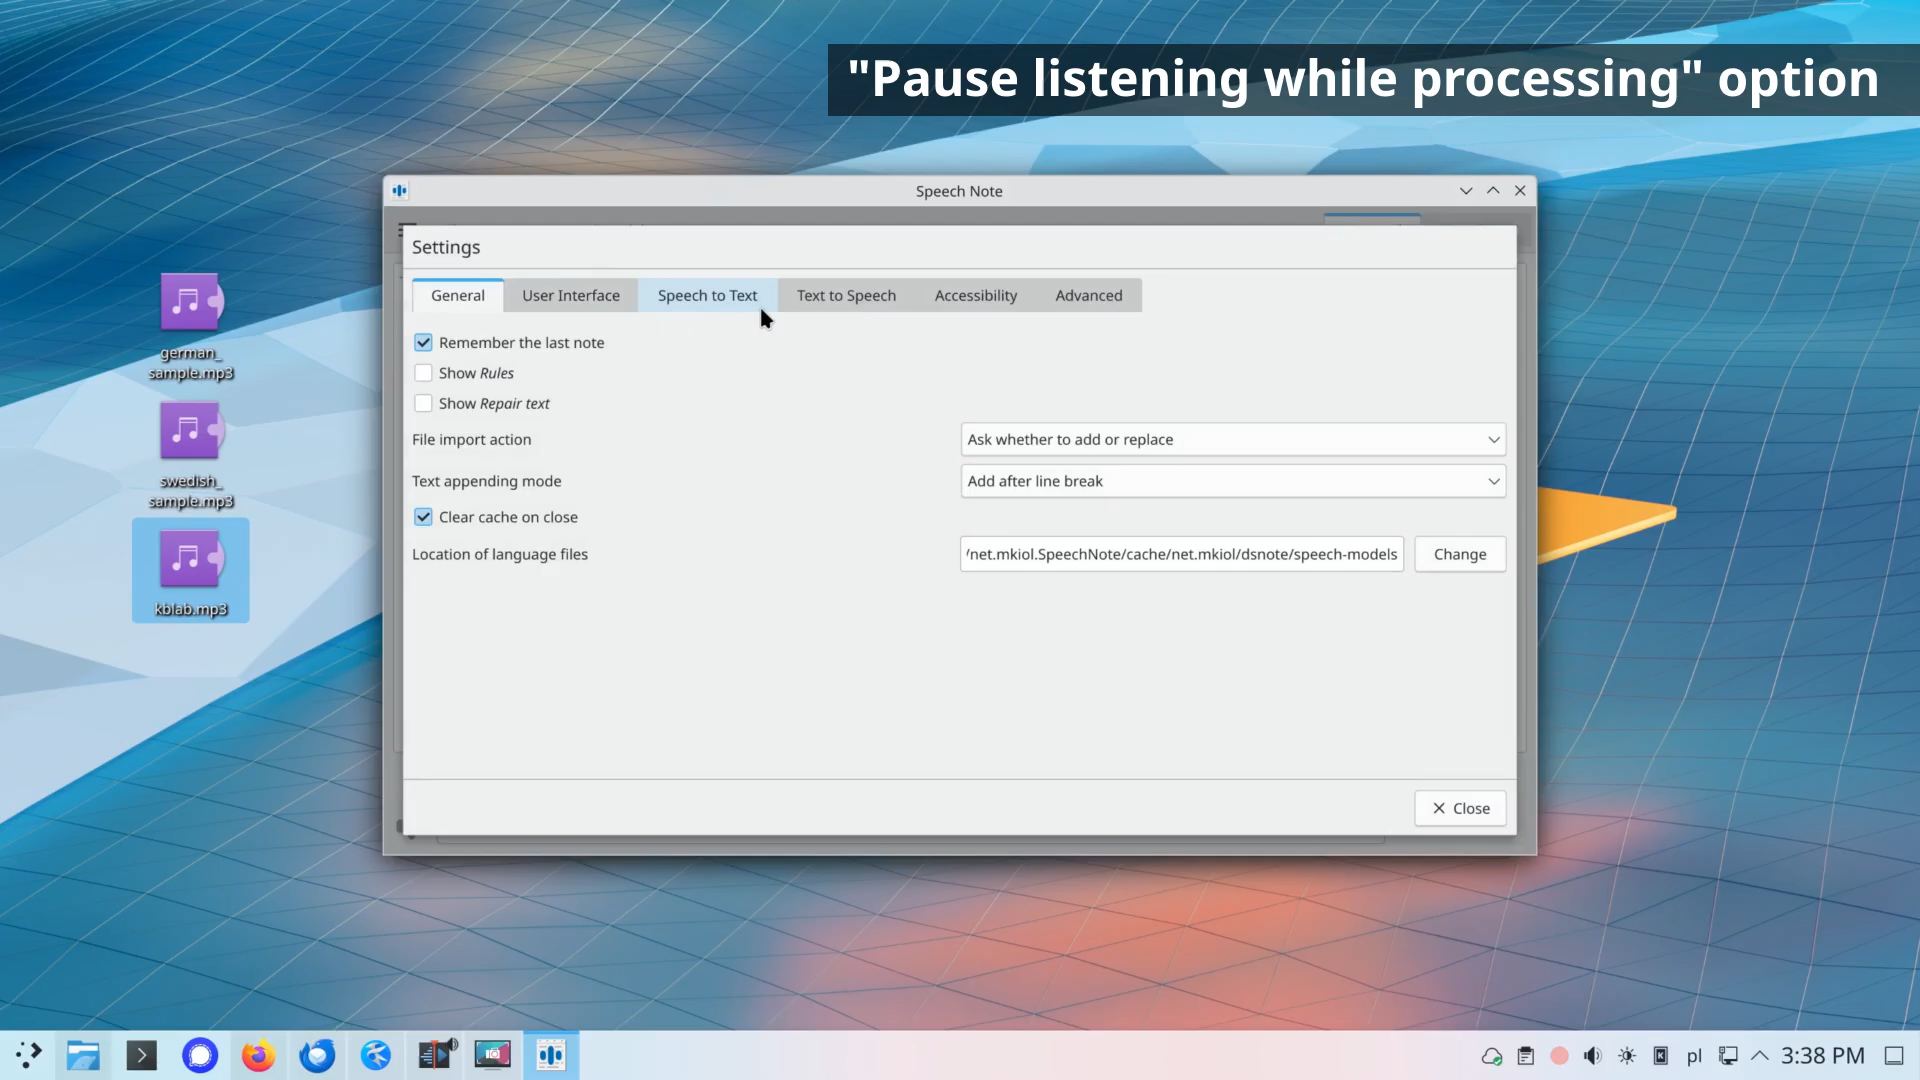 "Pause listening while processing" option
Speech Note
Settings
General
User Interface
Speech to Text
Text to Speech
Accessibility
Advanced
Remember the last note
Show Rules
Show Repair text
File import action
Ask whether to add or replace
Text appending mode
Add after line break
Clear cache on close
Location of language files
/net.mkiol.SpeechNote/cache/net.mkiol/dsnote/speech-models
Change
Close
german_
sample.mp3
swedish_
sample.mp3
kblab.mp3
pl
3:38 PM